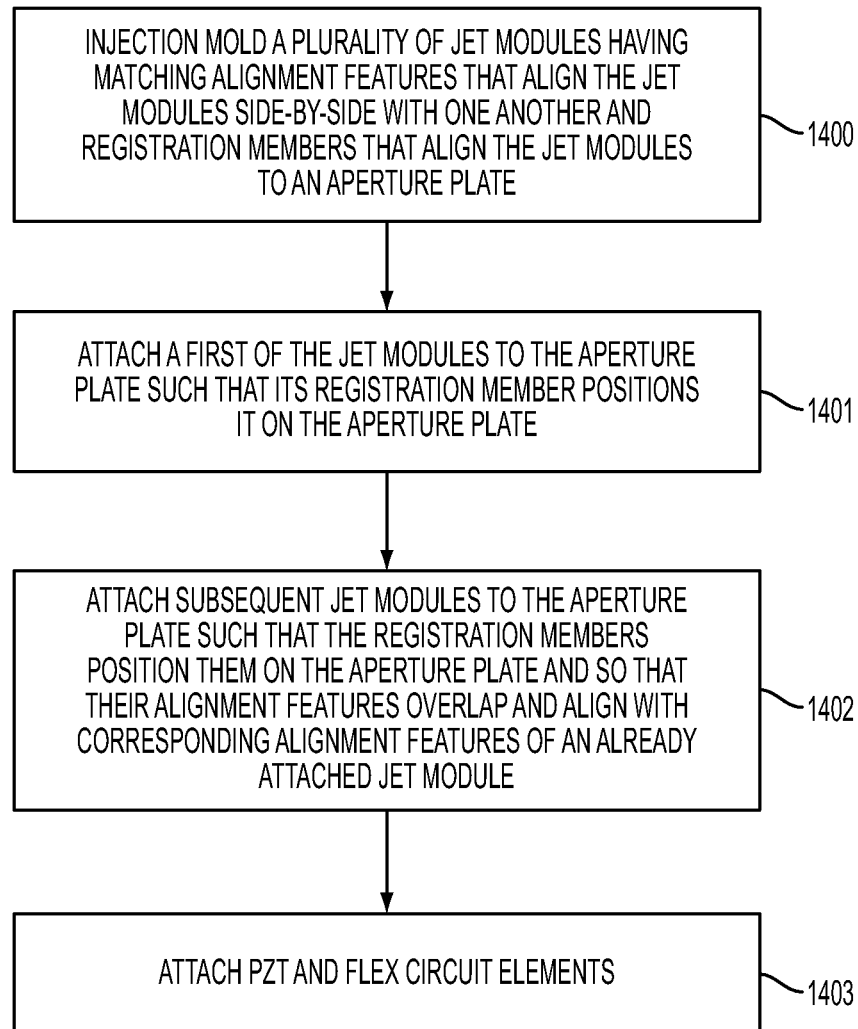 INJECTION MOLD A PLURALITY OF JET MODULES HAVING
MATCHING ALIGNMENT FEATURES THAT ALIGN THE JET
MODULES SIDE-BY-SIDE WITH ONE ANOTHER AND
REGISTRATION MEMBERS THAT ALIGN THE JET MODULES
TO AN APERTURE PLATE
1400
ATTACH A FIRST OF THE JET MODULES TO THE APERTURE
PLATE SUCH THAT ITS REGISTRATION MEMBER POSITIONS
IT ON THE APERTURE PLATE
1401
ATTACH SUBSEQUENT JET MODULES TO THE APERTURE
PLATE SUCH THAT THE REGISTRATION MEMBERS
POSITION THEM ON THE APERTURE PLATE AND SO THAT
THEIR ALIGNMENT FEATURES OVERLAP AND ALIGN WITH
CORRESPONDING ALIGNMENT FEATURES OF AN ALREADY
ATTACHED JET MODULE
1402
ATTACH PZT AND FLEX CIRCUIT ELEMENTS
1403